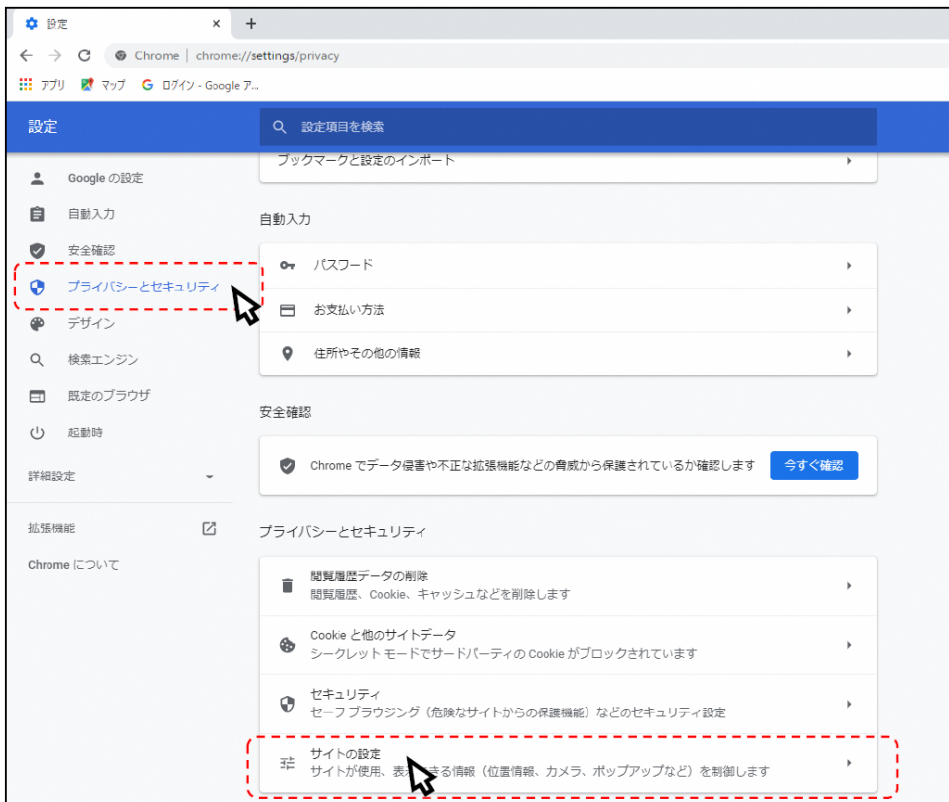 設定
Chrome | chrome://settings/privacy
アプリ マップ G ログイン - Google ア...
設定
設定項目を検索
ブックマークと設定のインポート
Google の設定
自動入力
安全確認
プライバシーとセキュリティ
デザイン
検索エンジン
既定のブラウザ
起動時
詳細設定
拡張機能
Chrome について
自動入力
パスワード
お支払い方法
住所やその他の情報
安全確認
Chrome でデータ侵害や不正な拡張機能などの脅威から保護されているか確認します
今すぐ確認
プライバシーとセキュリティ
閲覧履歴データの削除
閲覧履歴、Cookie、キャッシュなどを削除します
Cookie と他のサイトデータ
シークレット モードでサードパーティの Cookie がブロックされています
セキュリティ
セーフ ブラウジング（危険なサイトからの保護機能）などのセキュリティ設定
サイトの設定
サイトが使用、表示できる情報（位置情報、カメラ、ポップアップなど）を制御します